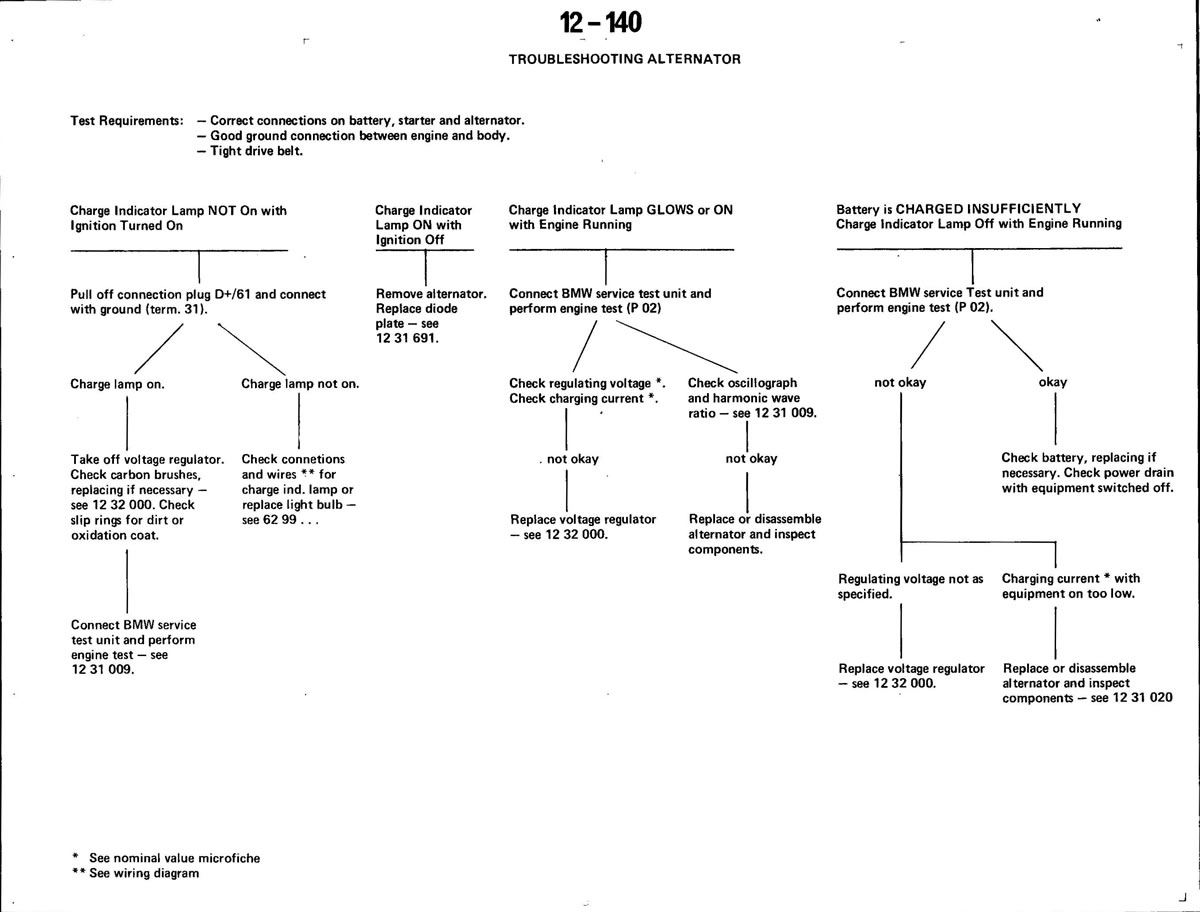 12-140
TROUBLESHOOTING ALTERNATOR
Test Requirements: — Correct connections on battery, starter and alternator.
— Good ground connection between engine and body.
— Tight drive belt.
Charge Indicator Lamp NOT On with
Ignition Turned On
Pull off connection plug D+/61 and connect
with ground (term. 31).
Charge lamp on.
Take off voltage regulator.
Check carbon brushes,
replacing if necessary —
see 12 32 000. Check
slip rings for dirt or
oxidation coat.
Connect BMW service
test unit and perform
engine test — see
12 31 009.
Charge lamp not on.
Check connetions
and wires ** for
charge ind. lamp or
replace light bulb —
see 62 99 . . .
Charge Indicator
Lamp ON with
Ignition Off
Remove alternator.
Replace diode
plate — see
12 31 691.
Charge Indicator Lamp GLOWS or ON
with Engine Running
Connect BMW service test unit and
perform engine test (P 02)
Check regulating voltage *.
Check charging current *.
not okay
Replace voltage regulator
— see 12 32 000.
Check oscillograph
and harmonic wave
ratio — see 12 31 009.
not okay
Replace or disassemble
alternator and inspect
components.
Battery is CHARGED INSUFFICIENTLY
Charge Indicator Lamp Off with Engine Running
Connect BMW service Test unit and
perform engine test (P 02).
not okay
okay
Check battery, replacing if
necessary. Check power drain
with equipment switched off.
Regulating voltage not as
specified.
Replace voltage regulator
— see 12 32 000.
Charging current * with
equipment on too low.
Replace or disassemble
alternator and inspect
components — see 12 31 020
* See nominal value microfiche
** See wiring diagram